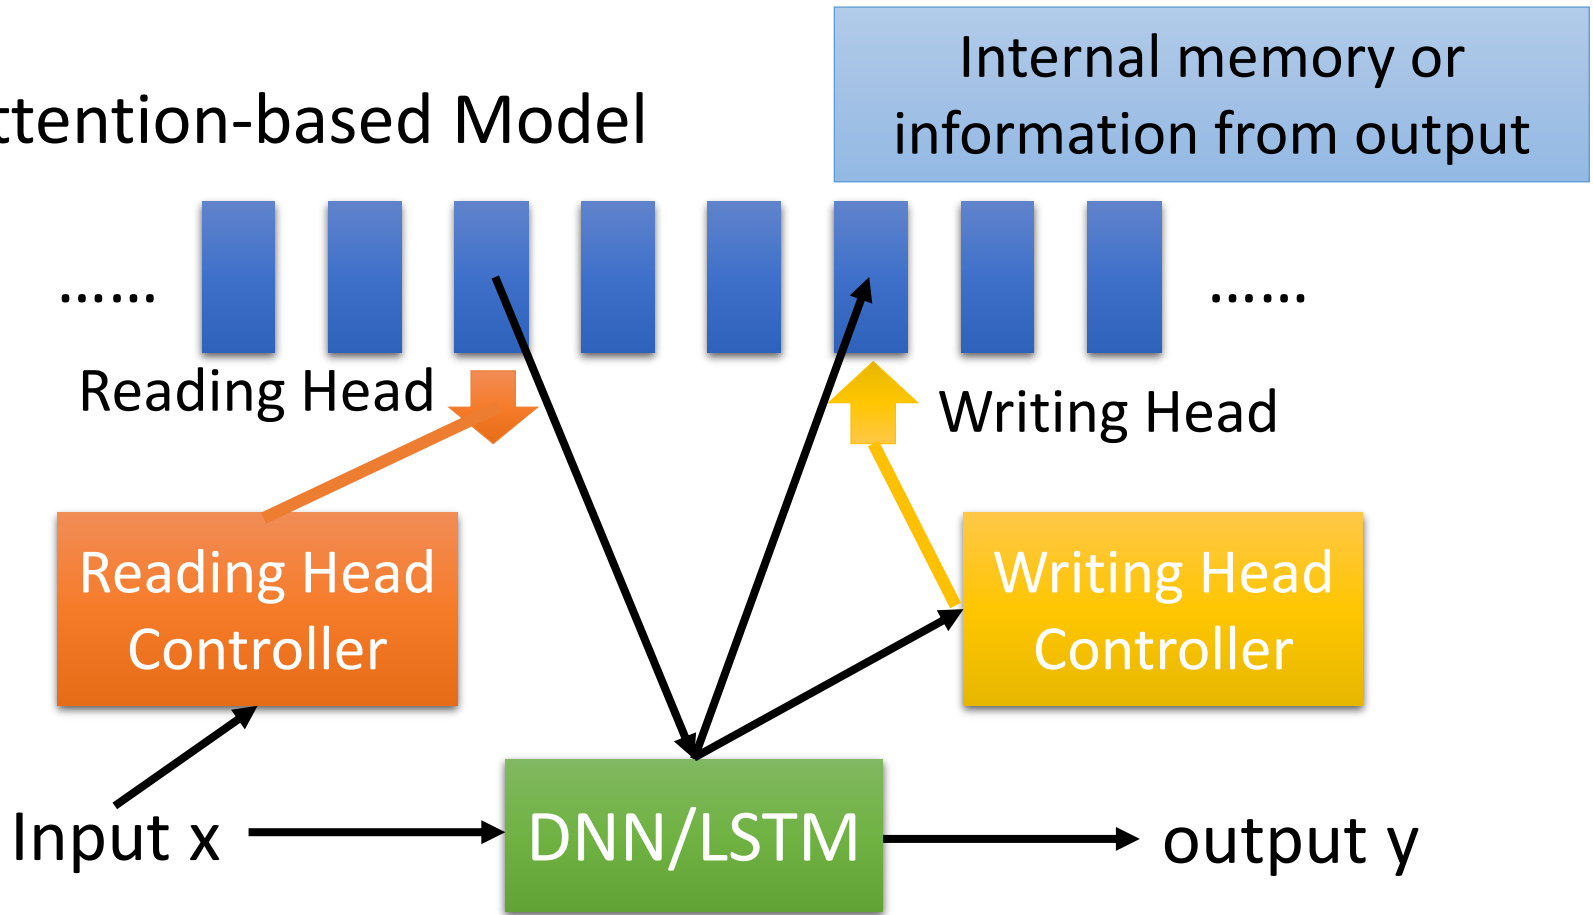 Internal memory or
information from output
ttention-based Model
……
……
Reading Head
Writing Head
Reading Head
Controller
Writing Head
Controller
Input x
DNN/LSTM
output y